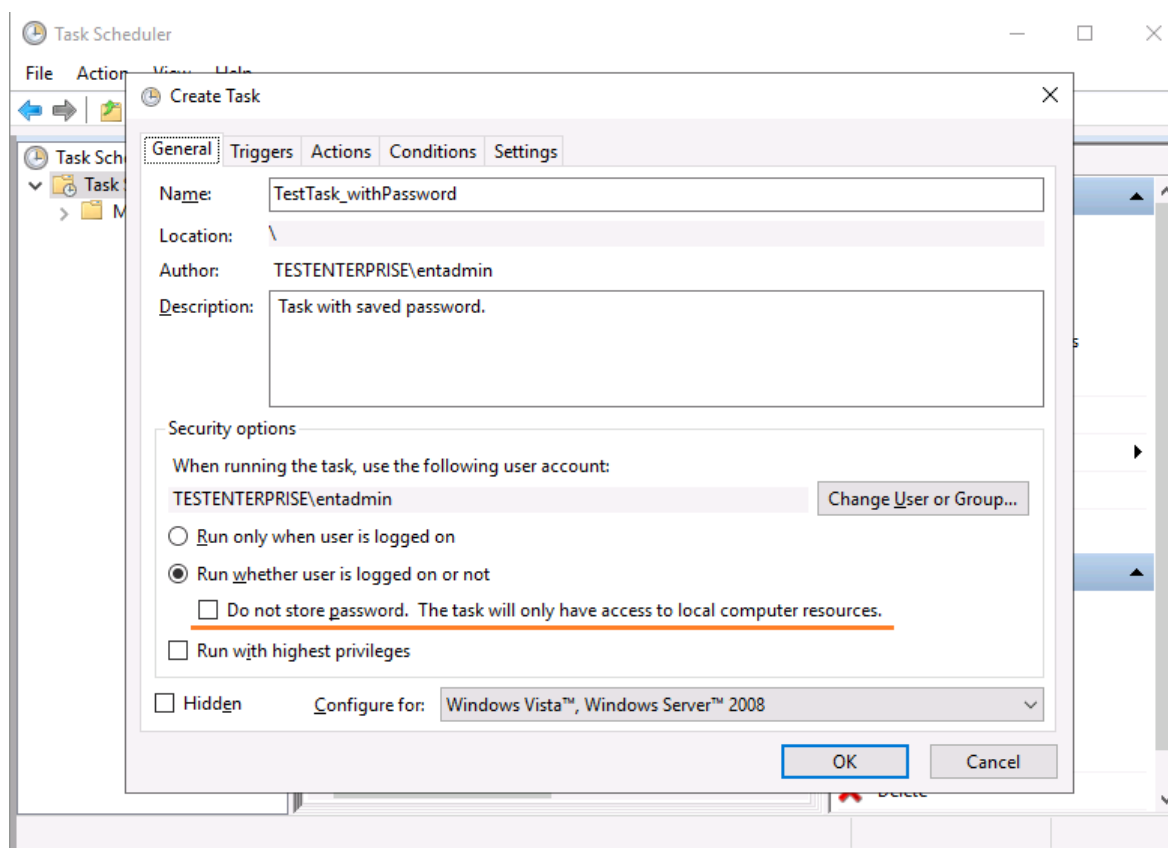 Task Scheduler
File Action View Help
Create Task
Task Sch
Task
M
General Triggers Actions Conditions Settings
Name: TestTask_withPassword
Location: \
Author: TESTENTERPRISE\entadmin
Description: Task with saved password.
s
Security options
When running the task, use the following user account:
TESTENTERPRISE\entadmin Change User or Group...
Run only when user is logged on
Run whether user is logged on or not
Do not store password. The task will only have access to local computer resources.
Run with highest privileges
Hidden Configure for: Windows Vista™, Windows Server™ 2008
OK Cancel
Delete